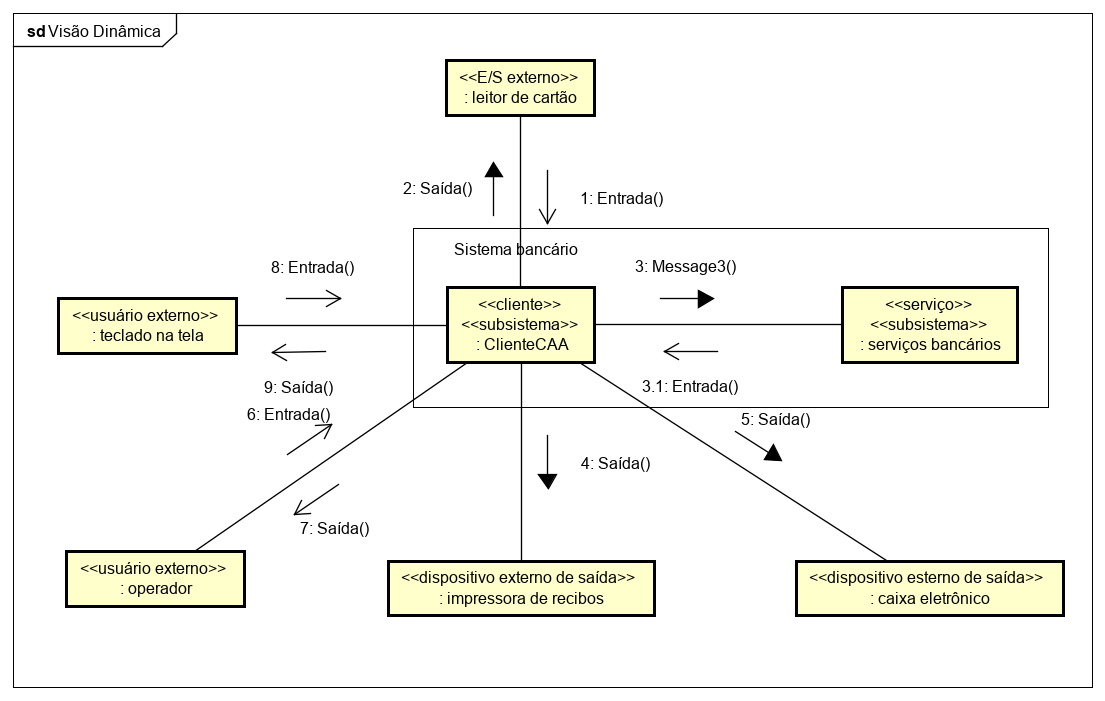 sd Visão Dinâmica
<<E/S externo>>
: leitor de cartão
2: Saída()
1: Entrada()
Sistema bancário
8: Entrada()
3: Message3()
<<usuário externo>>
: teclado na tela
<<cliente>>
<<subsistema>>
: ClienteCAA
<<serviço>>
<<subsistema>>
: serviços bancários
9: Saída()
3.1: Entrada()
6: Entrada()
5: Saída()
4: Saída()
7: Saída()
<<usuário externo>>
: operador
<<dispositivo externo de saída>>
: impressora de recibos
<<dispositivo esterno de saída>>
: caixa eletrônico